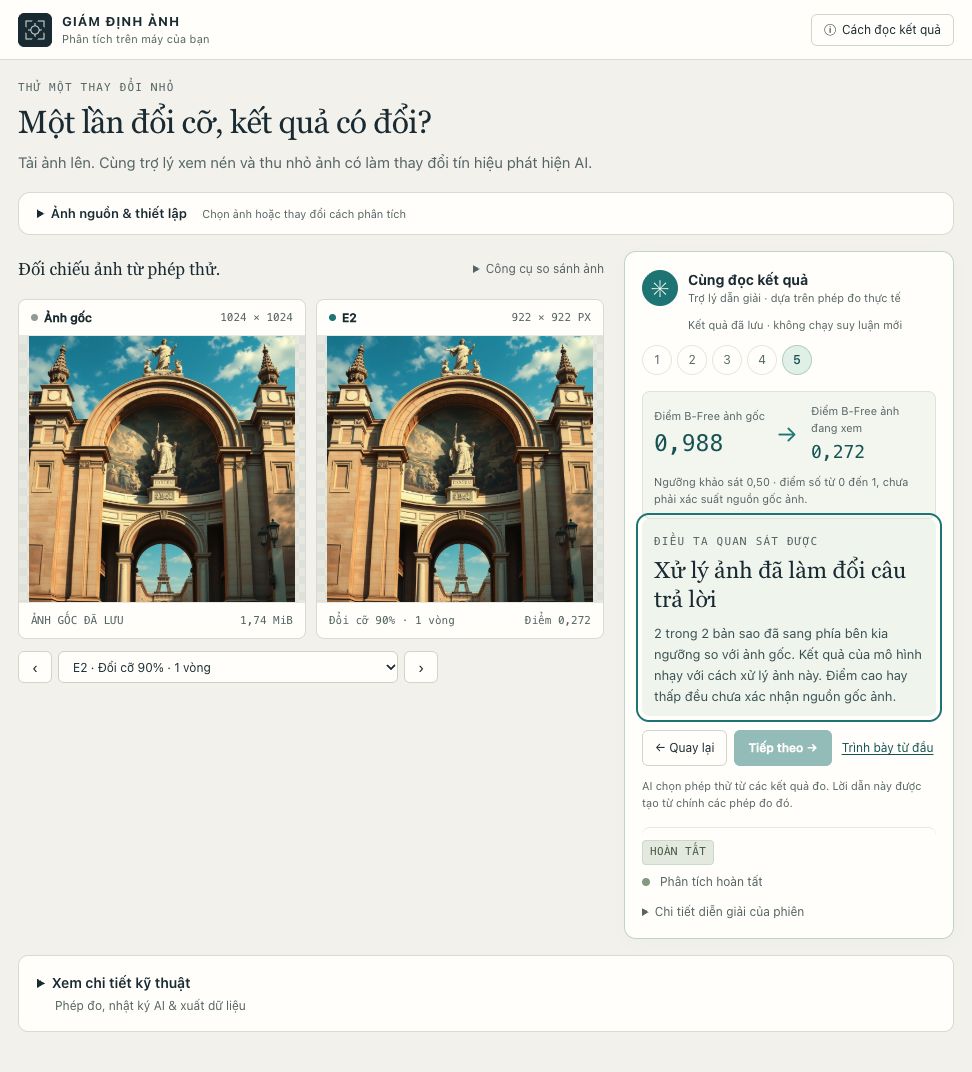 GIÁM ĐỊNH ẢNH
Phân tích trên máy của bạn
ⓘ Cách đọc kết quả
THỬ MỘT THAY ĐỔI NHỎ
Một lần đổi cỡ, kết quả có đổi?
Tải ảnh lên. Cùng trợ lý xem nén và thu nhỏ ảnh có làm thay đổi tín hiệu phát hiện AI.
▶ Ảnh nguồn & thiết lập Chọn ảnh hoặc thay đổi cách phân tích
Đối chiếu ảnh từ phép thử.
▶ Công cụ so sánh ảnh
Ảnh gốc 1024 × 1024
E2 922 × 922 PX
ẢNH GỐC ĐÃ LƯU 1,74 MiB
Đổi cỡ 90% · 1 vòng Điểm 0,272
‹ E2 · Đổi cỡ 90% · 1 vòng ›
Cùng đọc kết quả
Trợ lý dẫn giải · dựa trên phép đo thực tế
Kết quả đã lưu · không chạy suy luận mới
1 2 3 4 5
Điểm B-Free ảnh gốc
0,988
→
Điểm B-Free ảnh
đang xem
0,272
Ngưỡng khảo sát 0,50 · điểm số từ 0 đến 1, chưa
phải xác suất nguồn gốc ảnh.
ĐIỀU TA QUAN SÁT ĐƯỢC
Xử lý ảnh đã làm đổi câu
trả lời
2 trong 2 bản sao đã sang phía bên kia
ngưỡng so với ảnh gốc. Kết quả của mô hình
nhạy với cách xử lý ảnh này. Điểm cao hay
thấp đều chưa xác nhận nguồn gốc ảnh.
← Quay lại Tiếp theo → Trình bày từ đầu
AI chọn phép thử từ các kết quả đo. Lời dẫn này được
tạo từ chính các phép đo đó.
HOÀN TẤT
Phân tích hoàn tất
▶ Chi tiết diễn giải của phiên
▶ Xem chi tiết kỹ thuật
Phép đo, nhật ký AI & xuất dữ liệu